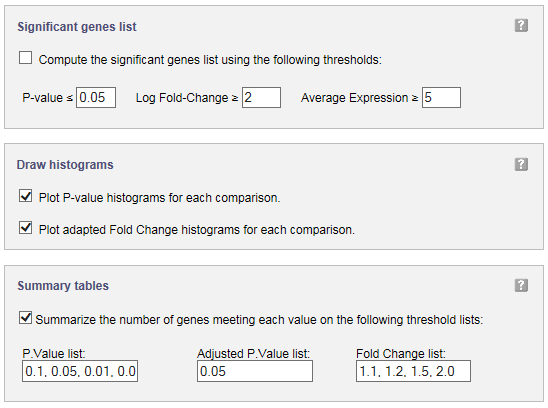 Significant genes list ?
Compute the significant genes list using the following thresholds:
P-value ≤ 0.05 Log Fold-Change ≥ 2 Average Expression ≥ 5
Draw histograms ?
Plot P-value histograms for each comparison.
Plot adapted Fold Change histograms for each comparison.
Summary tables ?
Summarize the number of genes meeting each value on the following threshold lists:
P.Value list: Adjusted P.Value list: Fold Change list:
0.1, 0.05, 0.01, 0.0 0.05 1.1, 1.2, 1.5, 2.0